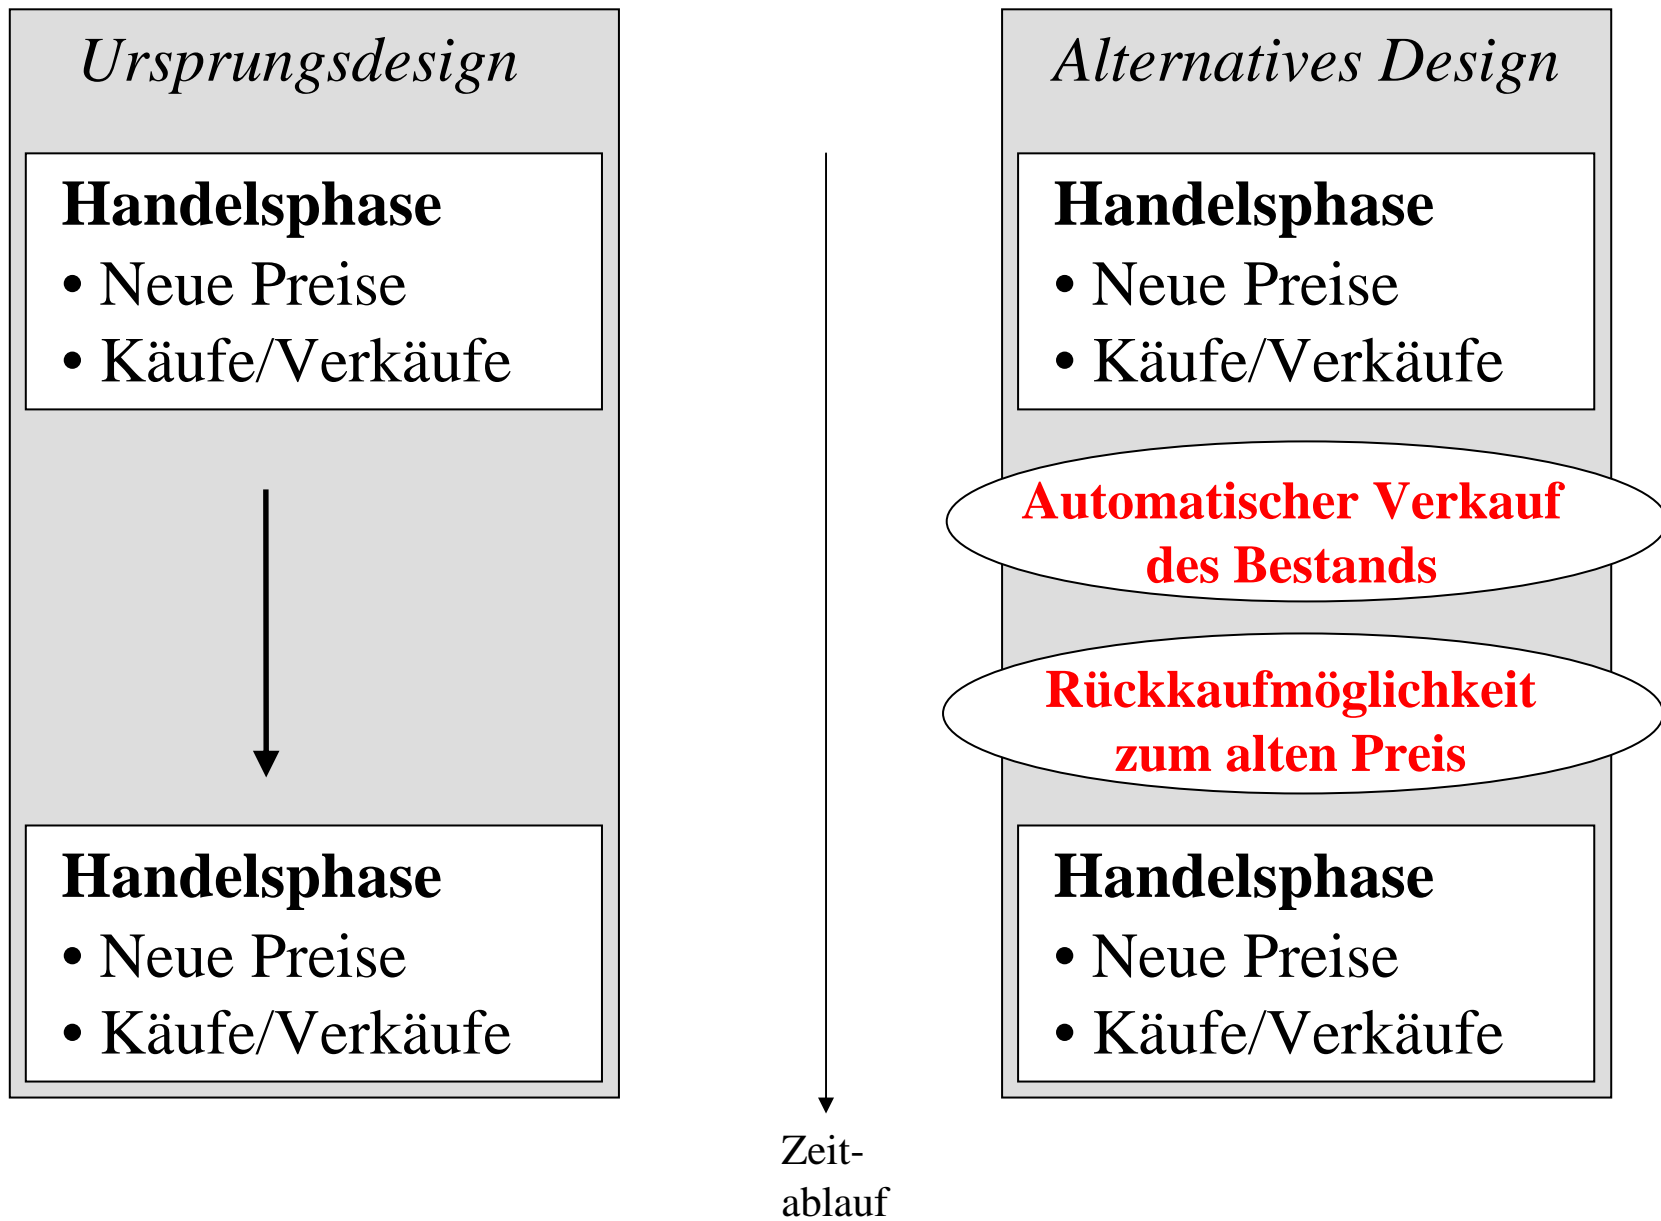 Ursprungsdesign
Handelsphase
• Neue Preise
• Käufe/Verkäufe
Handelsphase
• Neue Preise
• Käufe/Verkäufe
Zeit-
ablauf
Alternatives Design
Handelsphase
• Neue Preise
• Käufe/Verkäufe
Automatischer Verkauf
des Bestands
Rückkaufmöglichkeit
zum alten Preis
Handelsphase
• Neue Preise
• Käufe/Verkäufe